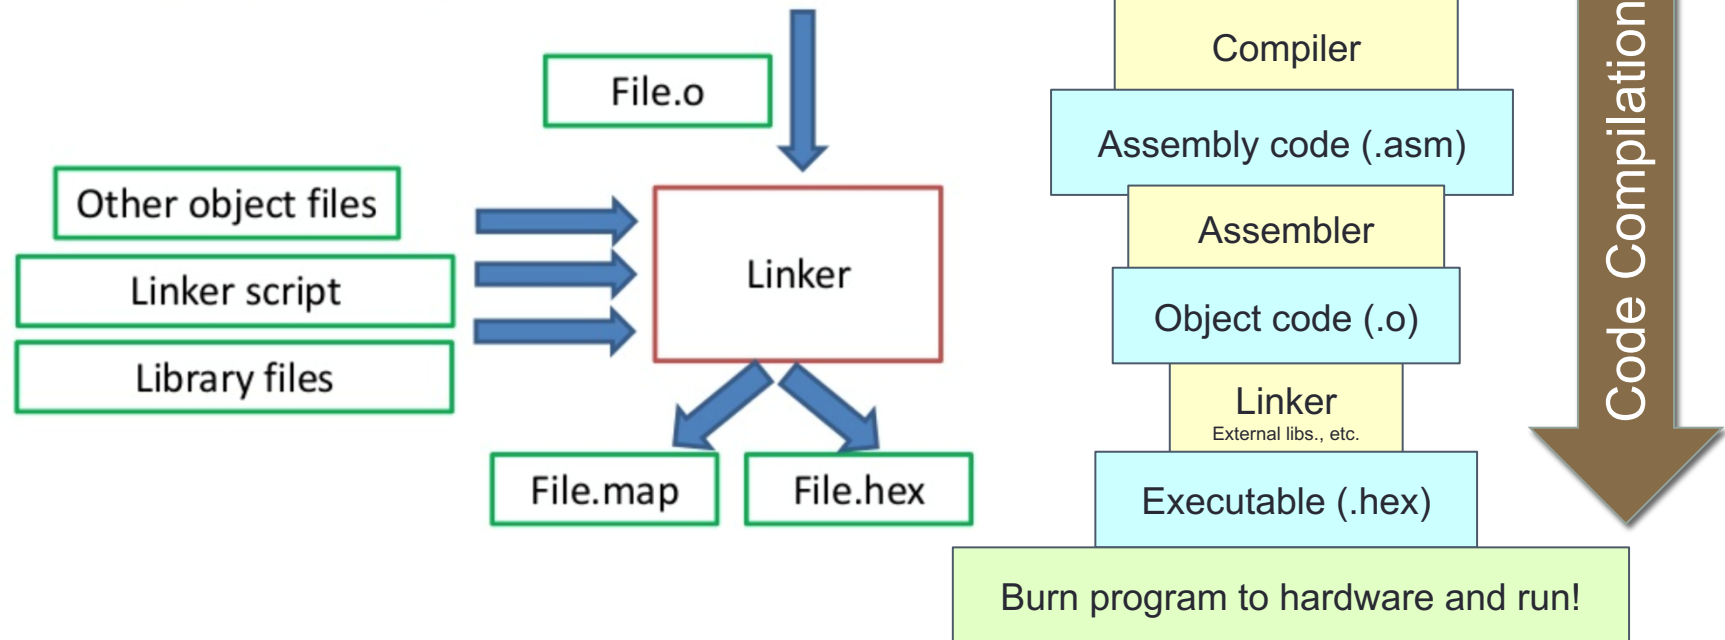 File.o
Other object files
Linker script
Library files
Linker
File.map
File.hex
Compiler
Assembly code (.asm)
Assembler
Object code (.o)
Linker
External libs., etc.
Executable (.hex)
Burn program to hardware and run!
Code Compilation